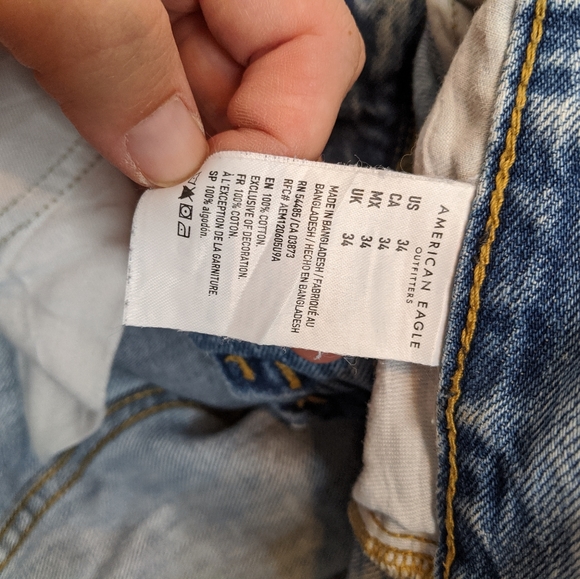 AMERICAN EAGLE
OUTFITTERS
US 34
CA 34
MX 34
UK 34
MADE IN BANGLADESH / FABRIQUÉ AU
BANGLADESH / HECHO EN BANGLADESH
RN 54485/ CA 03873
RFC# AEM120605U9A
EN 100% COTTON.
EXCLUSIVE OF DECORATION.
FR 100% COTON.
À L'EXCEPTION DE LA GARNITURE.
SP 100% algodón.